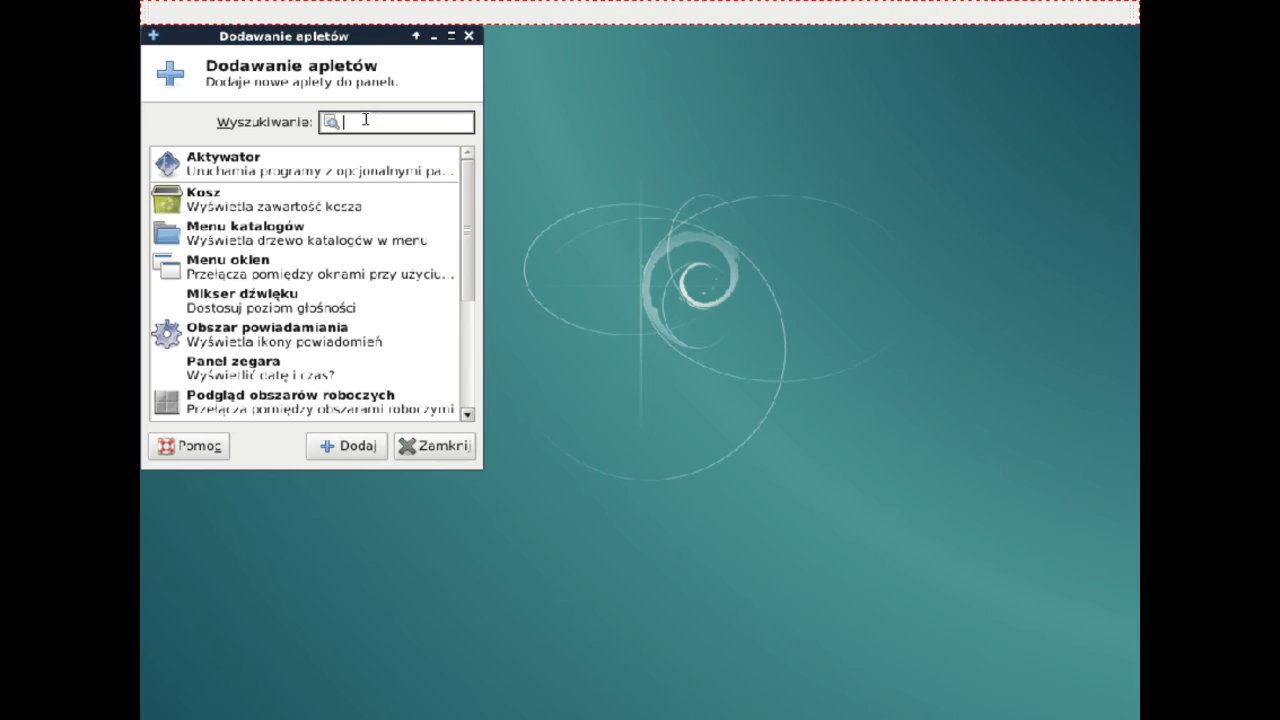 Dodawanie apletów
Dodawanie apletów
Dodaje nowe aplety do panelu
Wyszukiwanie:
Aktywator
Uruchamia programy z opcjonalnymi pa...
Kosz
Wyświetla zawartość kosza
Menu katalogów
Wyświetla drzewo katalogów w menu
Menu okien
Przełącza pomiędzy oknami przy użyciu...
Mikser dźwięku
Dostosuj poziom głośności
Obszar powiadamiania
Wyświetla ikony powiadomień
Panel zegara
Wyświetlić datę i czas?
Podgląd obszarów roboczych
Przełącza pomiędzy obszarami roboczymi
Pomoc
Dodaj
Zamknij